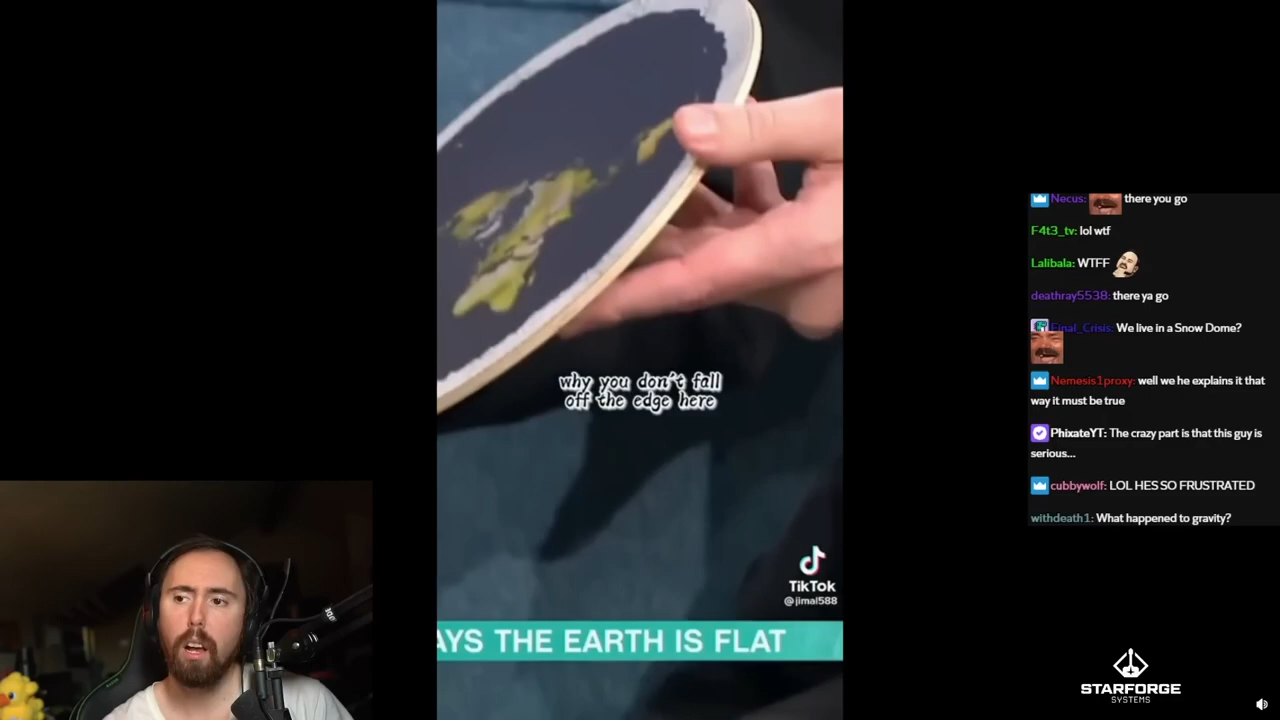 why you don't fall
off the edge here
TikTok
@jimal588
AYS THE EARTH IS FLAT
Necus: there you go
F4t3_tv: lol wtf
Lalibala: WTFF
deathray5538: there ya go
Final_Crisis: We live in a Snow Dome?
Nemesis1proxy: well we he explains it that
way it must be true
PhixateYT: The crazy part is that this guy is
serious...
cubbywolf: LOL HES SO FRUSTRATED
withdeath1: What happened to gravity?
STARFORGE
SYSTEMS